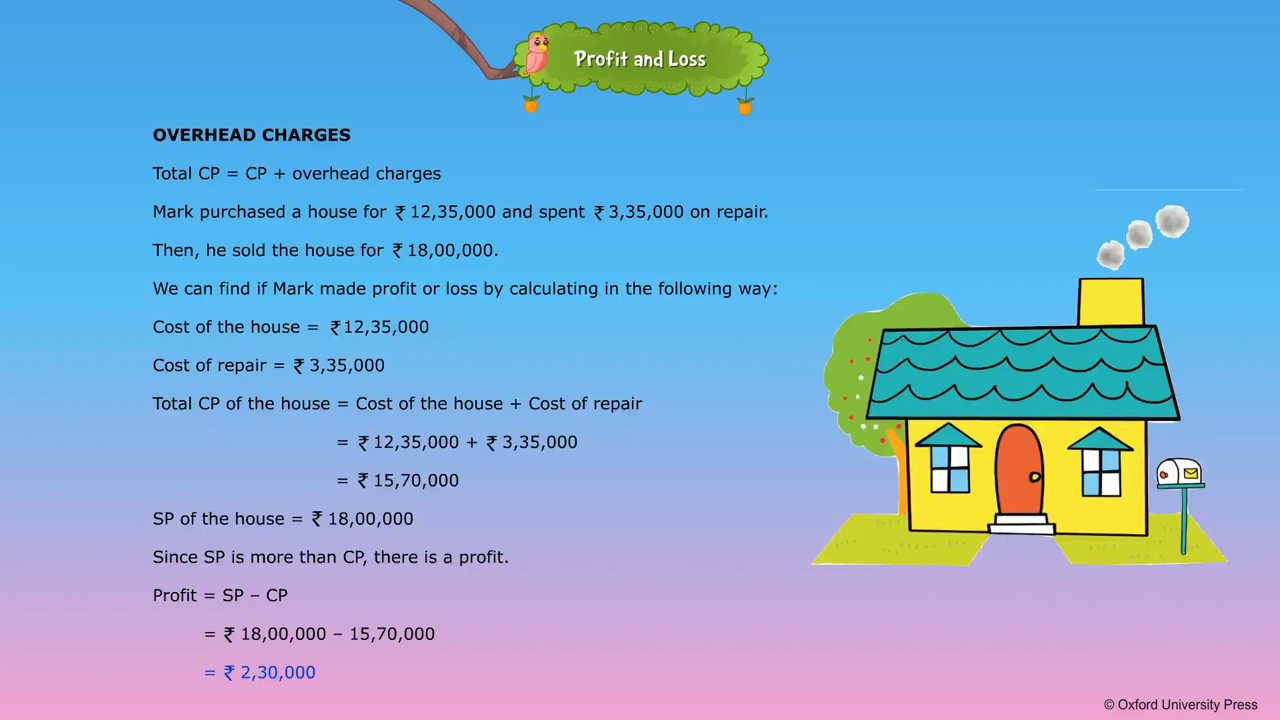 Profit and Loss
OVERHEAD CHARGES
Total CP = CP + overhead charges
Mark purchased a house for ₹ 12,35,000 and spent ₹ 3,35,000 on repair.
Then, he sold the house for ₹ 18,00,000.
We can find if Mark made profit or loss by calculating in the following way:
Cost of the house = ₹ 12,35,000
Cost of repair = ₹ 3,35,000
Total CP of the house = Cost of the house + Cost of repair
= ₹ 12,35,000 + ₹ 3,35,000
= ₹ 15,70,000
SP of the house = ₹ 18,00,000
Since SP is more than CP, there is a profit.
Profit = SP – CP
= ₹ 18,00,000 – 15,70,000
= ₹ 2,30,000
© Oxford University Press